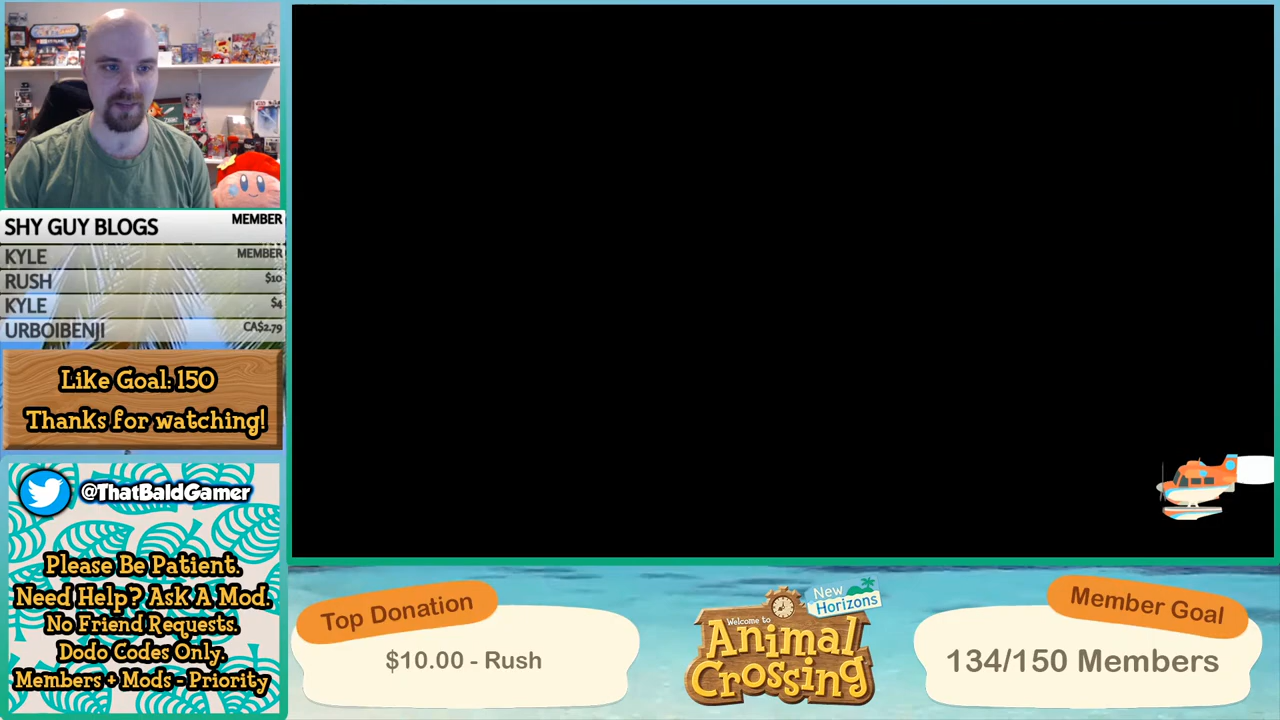 SHY GUY BLOGS MEMBER
KYLE MEMBER
RUSH $10
KYLE $4
URBOIBENJI CA$2.79
Like Goal: 150
Thanks for watching!
@ThatBaldGamer
Please Be Patient.
Need Help? Ask A Mod.
No Friend Requests.
Dodo Codes Only.
Members + Mods - Priority
Top Donation
$10.00 - Rush
Welcome to
Animal
Crossing
New
Horizons
Member Goal
134/150 Members